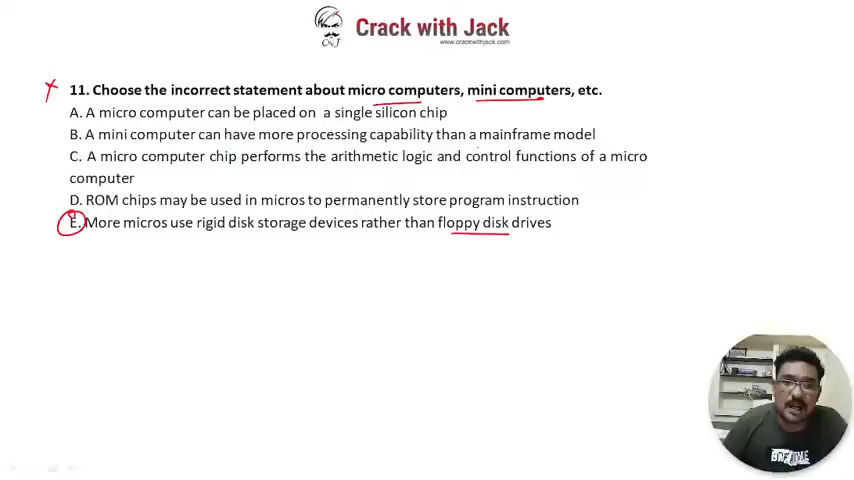 Crack with Jack
www.crackwithjack.com
CWJ
11. Choose the incorrect statement about micro computers, mini computers, etc.
A. A micro computer can be placed on a single silicon chip
B. A mini computer can have more processing capability than a mainframe model
C. A micro computer chip performs the arithmetic logic and control functions of a micro
computer
D. ROM chips may be used in micros to permanently store program instruction
E. More micros use rigid disk storage devices rather than floppy disk drives